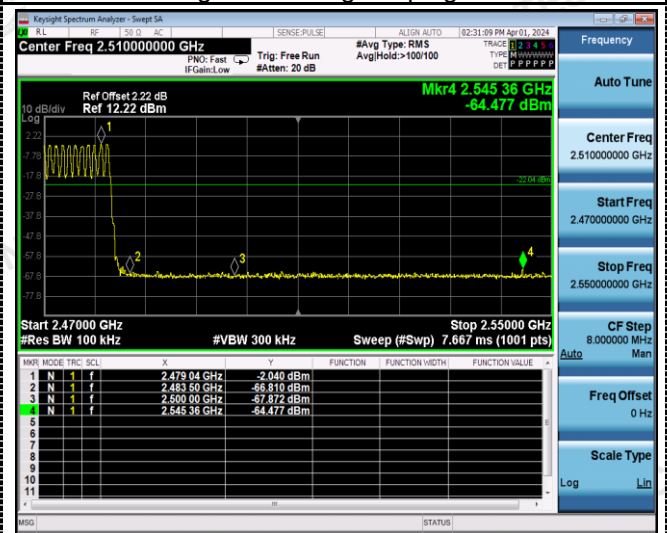 Keysight Spectrum Analyzer - Swept SA
LXI RL RF 50 Ω AC SENSE:PULSE ALIGN AUTO 02:31:09 PM Apr 01, 2024
Center Freq 2.510000000 GHz
PNO: Fast
IFGain:Low
Trig: Free Run
#Atten: 20 dB
#Avg Type: RMS
Avg|Hold:>100/100
TRACE 1 2 3 4 5 6
TYPE M W W W W W
DET P P P P P P
Ref Offset 2.22 dB
10 dB/div Ref 12.22 dBm
Log
Mkr4 2.545 36 GHz
-64.477 dBm
2.22
-7.78
-17.8
-27.8
-37.8
-47.8
-57.8
-67.8
-77.8
1
2
3
4
-22.04 dBm
Start 2.47000 GHz Stop 2.55000 GHz
#Res BW 100 kHz #VBW 300 kHz Sweep (#Swp) 7.667 ms (1001 pts)
MKR MODE TRC SCL X Y FUNCTION FUNCTION WIDTH FUNCTION VALUE
1 N 1 f 2.479 04 GHz -2.040 dBm
2 N 1 f 2.483 50 GHz -66.810 dBm
3 N 1 f 2.500 00 GHz -67.872 dBm
4 N 1 f 2.545 36 GHz -64.477 dBm
5
6
7
8
9
10
11
MSG STATUS
Frequency
Auto Tune
Center Freq
2.510000000 GHz
Start Freq
2.470000000 GHz
Stop Freq
2.550000000 GHz
CF Step
8.000000 MHz
Auto Man
Freq Offset
0 Hz
Scale Type
Log Lin